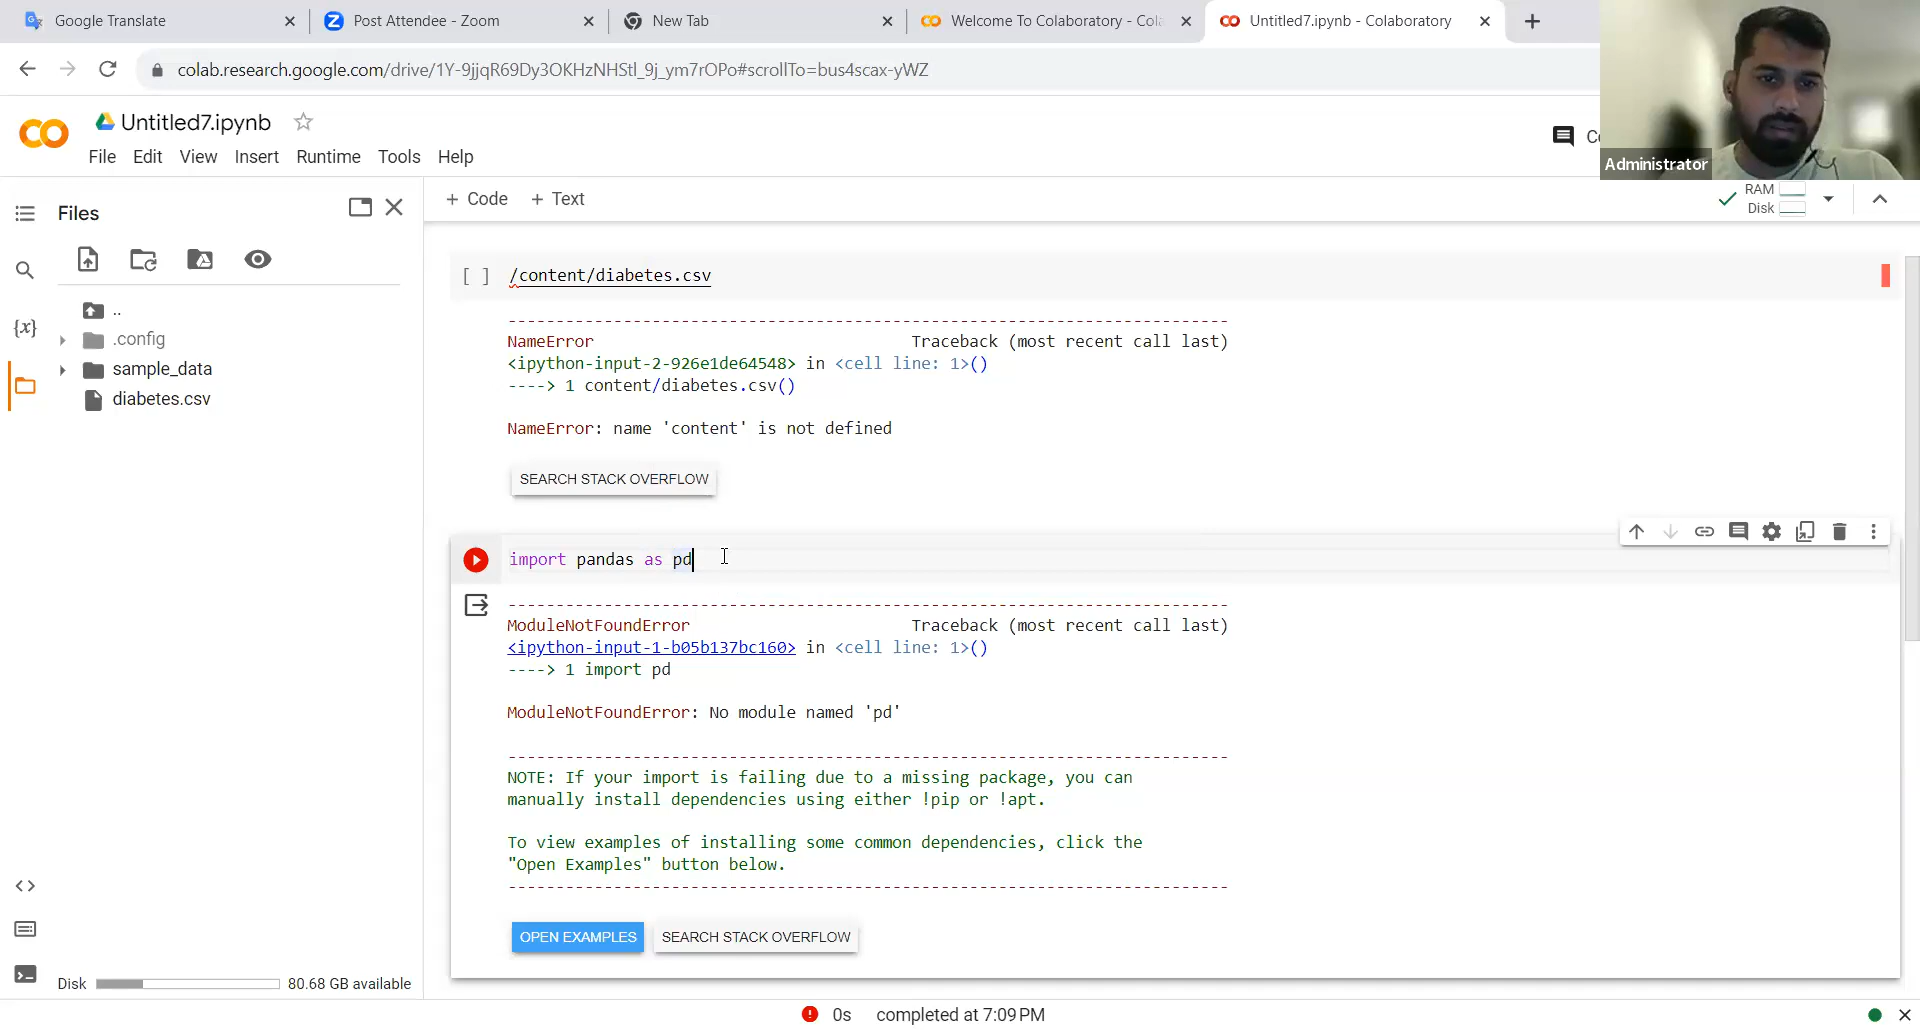 Google Translate
Post Attendee - Zoom
New Tab
Welcome To Colaboratory - Cola
Untitled7.ipynb - Colaboratory
colab.research.google.com/drive/1Y-9jjqR69Dy3OKHzNHStl_9j_ym7rOPo#scrollTo=bus4scax-yWZ
Untitled7.ipynb
File Edit View Insert Runtime Tools Help
Administrator
Files
+ Code + Text
RAM
Disk
..
.config
sample_data
diabetes.csv
{x}
[ ] /content/diabetes.csv
---------------------------------------------------------------------------
NameError Traceback (most recent call last)
<ipython-input-2-926e1de64548> in <cell line: 1>()
----> 1 content/diabetes.csv()
NameError: name 'content' is not defined
SEARCH STACK OVERFLOW
import pandas as pd
---------------------------------------------------------------------------
ModuleNotFoundError Traceback (most recent call last)
<ipython-input-1-b05b137bc160> in <cell line: 1>()
----> 1 import pd
ModuleNotFoundError: No module named 'pd'
---------------------------------------------------------------------------
NOTE: If your import is failing due to a missing package, you can
manually install dependencies using either !pip or !apt.
To view examples of installing some common dependencies, click the
"Open Examples" button below.
---------------------------------------------------------------------------
OPEN EXAMPLES SEARCH STACK OVERFLOW
Disk 80.68 GB available
0s completed at 7:09 PM